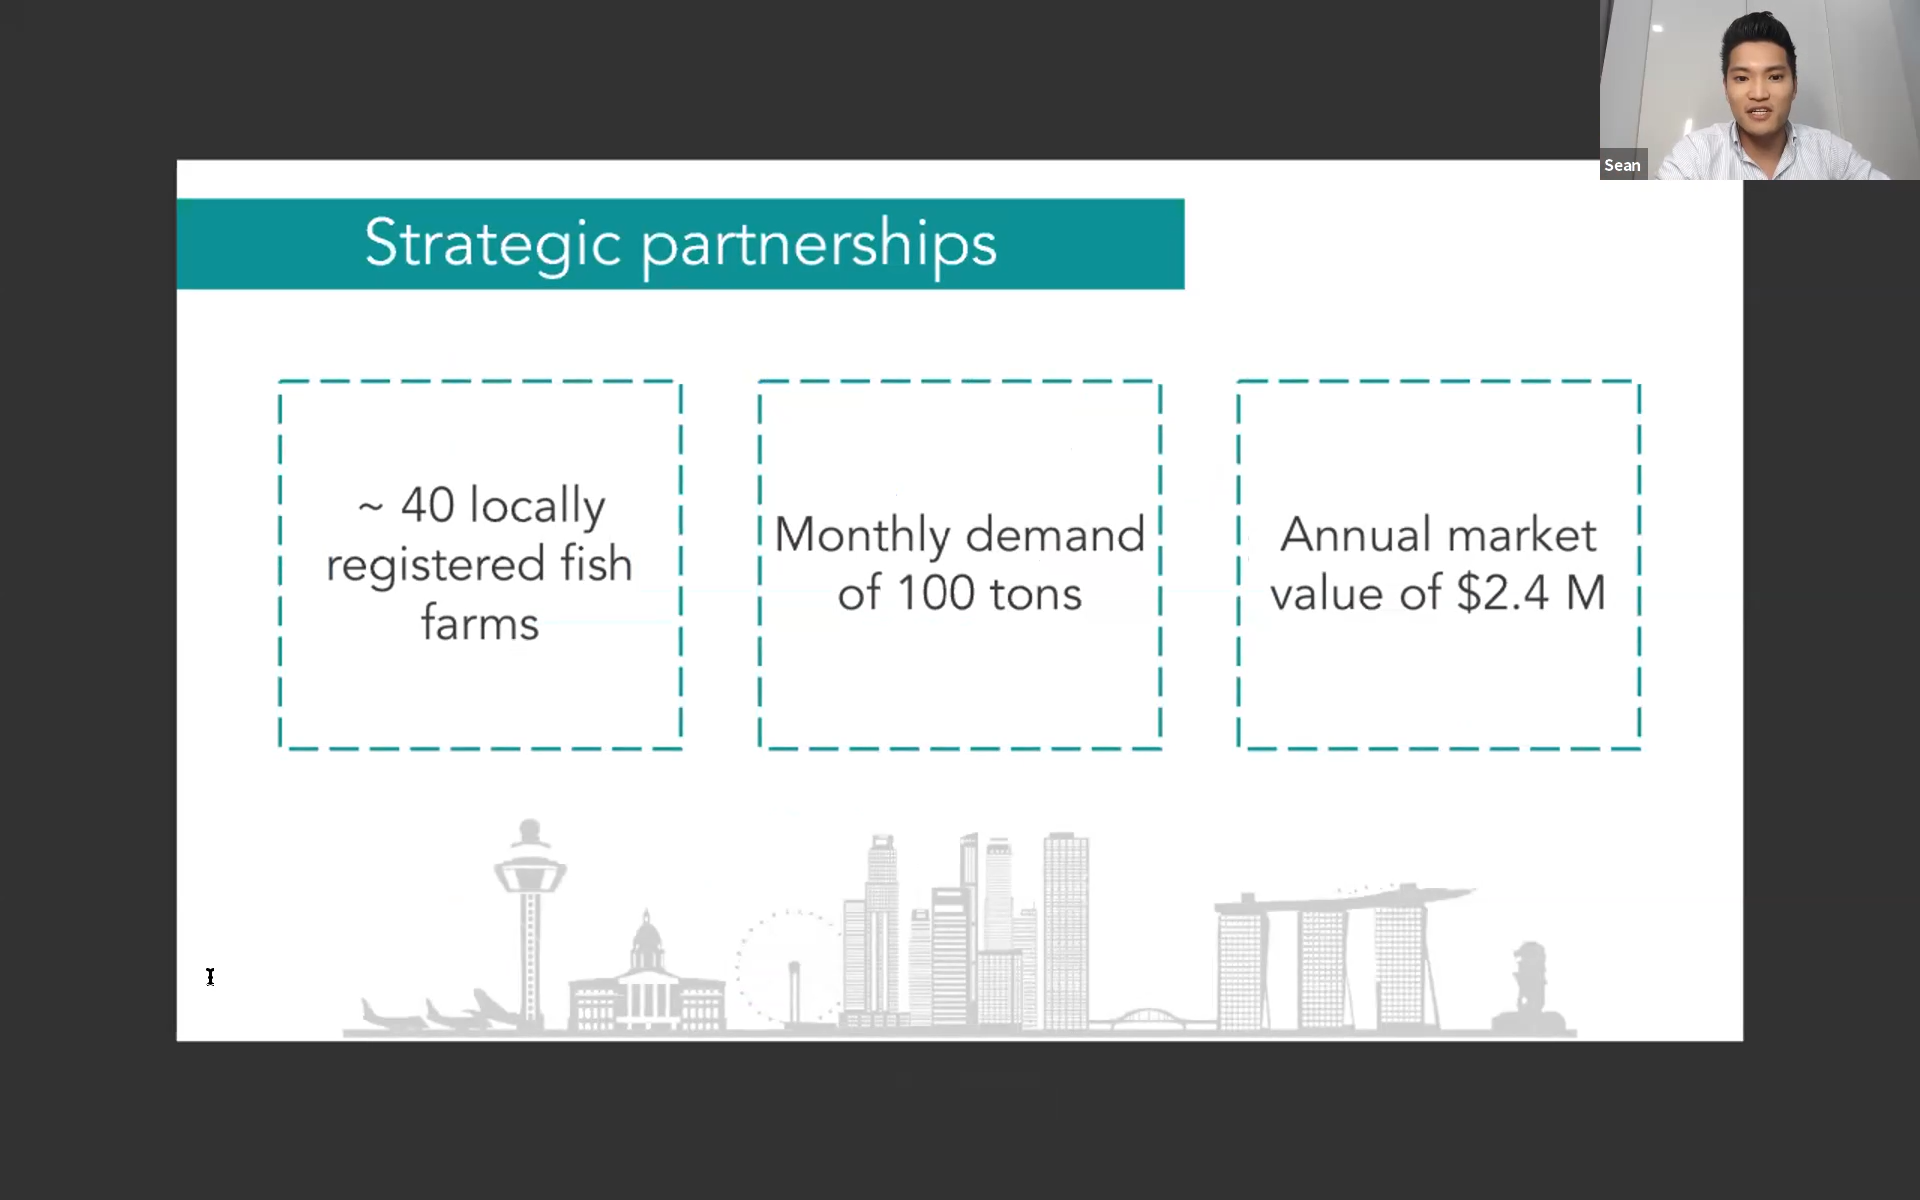 Sean
Strategic partnerships
~ 40 locally
registered fish
farms
Monthly demand
of 100 tons
Annual market
value of $2.4 M